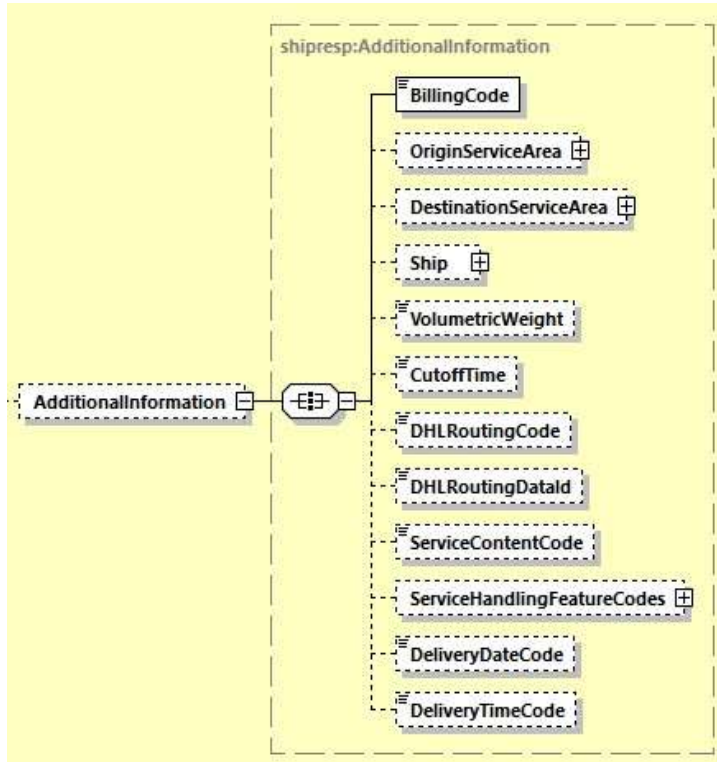 shipresp:AdditionalInformation
BillingCode
OriginServiceArea
DestinationServiceArea
Ship
VolumetricWeight
CutoffTime
AdditionalInformation
DHLRoutingCode
DHLRoutingDataId
ServiceContentCode
ServiceHandlingFeatureCodes
DeliveryDateCode
DeliveryTimeCode